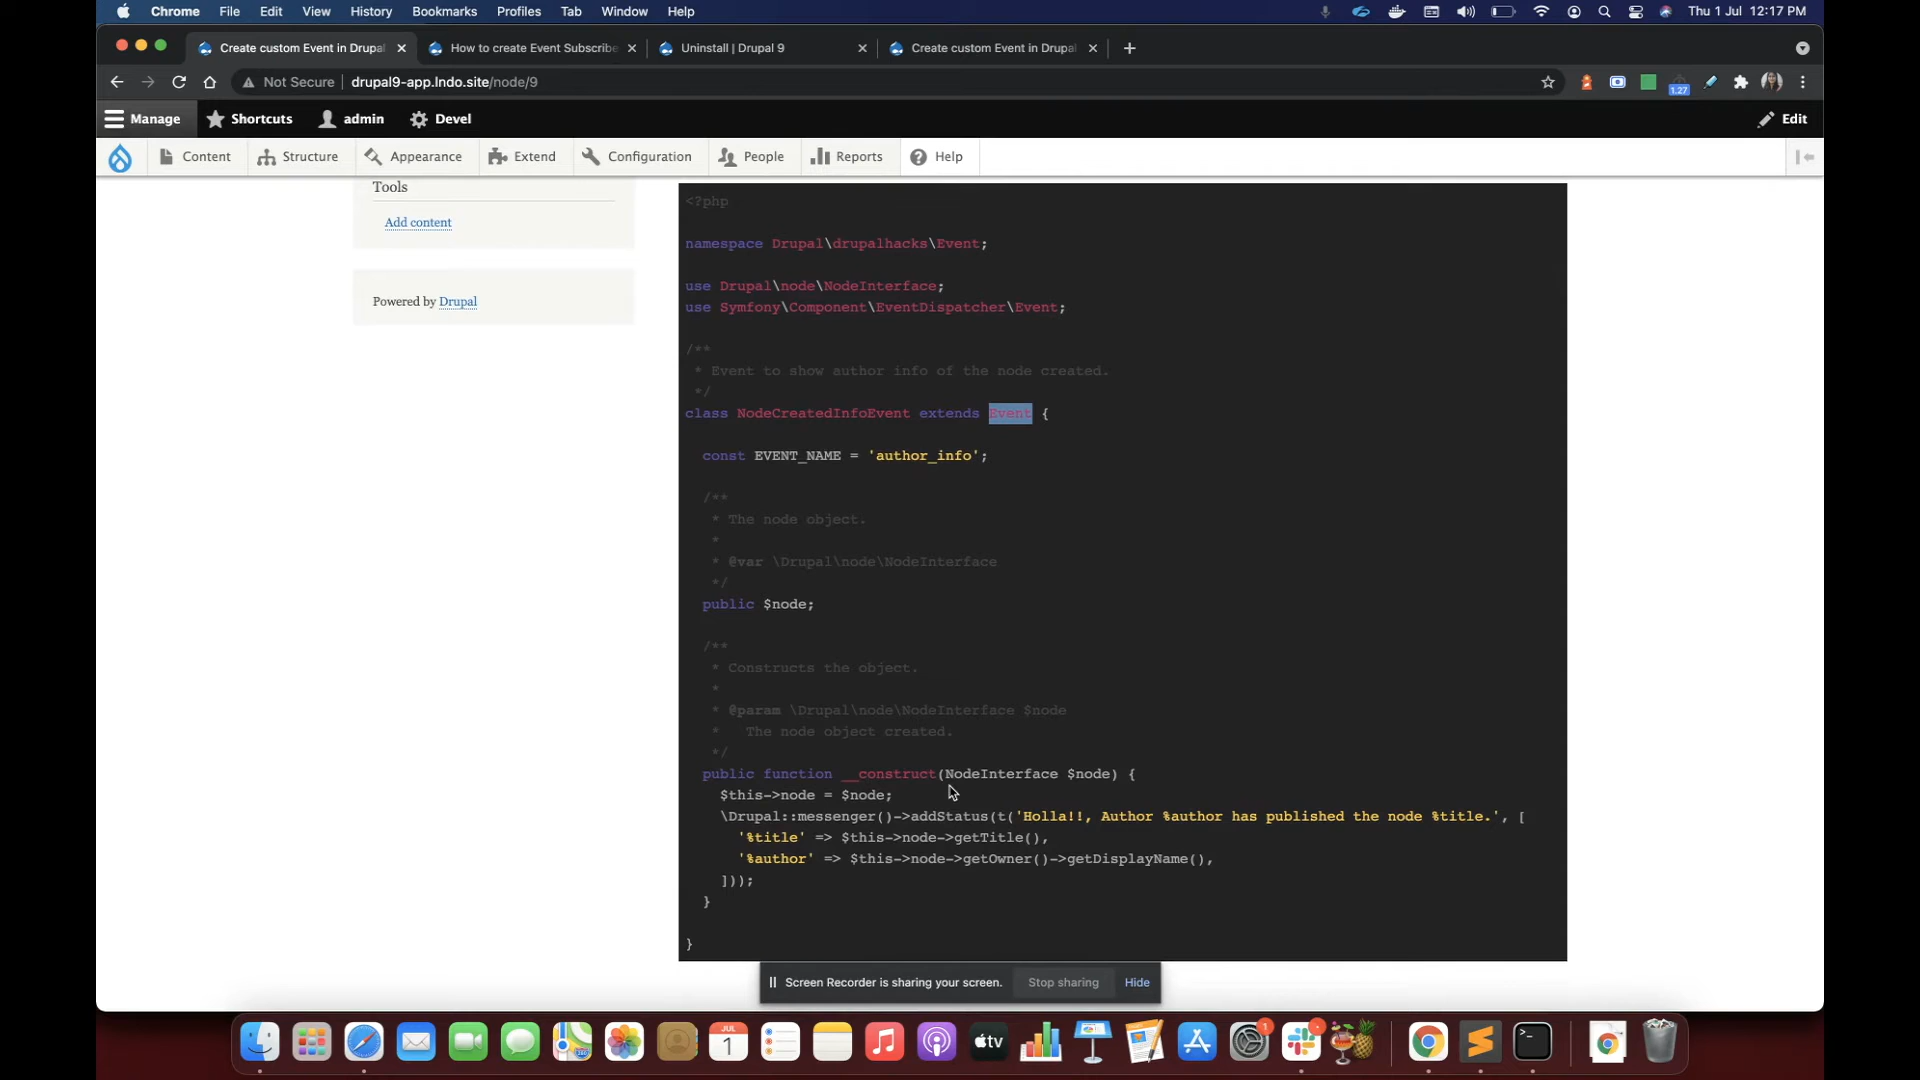 Chrome File Edit View History Bookmarks Profiles Tab Window Help Thu 1 Jul 12:17 PM
Create custom Event in Drupal How to create Event Subscribe Uninstall | Drupal 9 Create custom Event in Drupal
Not Secure drupal9-app.lndo.site/node/9 1.27
Manage Shortcuts admin Devel Edit
Content Structure Appearance Extend Configuration People Reports Help
Tools
Add content
Powered by Drupal
<?php
namespace Drupal\drupalhacks\Event;
use Drupal\node\NodeInterface;
use Symfony\Component\EventDispatcher\Event;
/**
* Event to show author info of the node created.
*/
class NodeCreatedInfoEvent extends Event {
const EVENT_NAME = 'author_info';
/**
* The node object.
*
* @var \Drupal\node\NodeInterface
*/
public $node;
/**
* Constructs the object.
*
* @param \Drupal\node\NodeInterface $node
* The node object created.
*/
public function __construct(NodeInterface $node) {
$this->node = $node;
\Drupal::messenger()->addStatus(t('Holla!!, Author %author has published the node %title.', [
'%title' => $this->node->getTitle(),
'%author' => $this->node->getOwner()->getDisplayName(),
]));
}
}
Screen Recorder is sharing your screen. Stop sharing Hide
JUL
1
tv
1